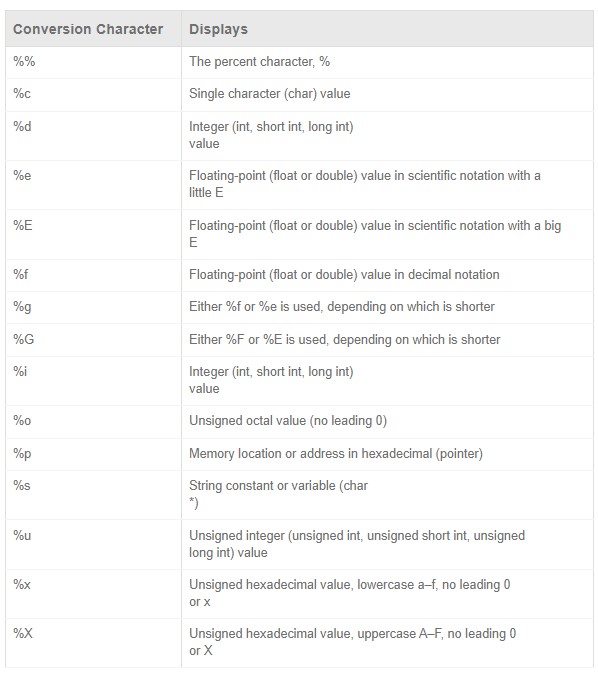 Conversion Character Displays
%% The percent character, %
%c Single character (char) value
%d Integer (int, short int, long int)
value
%e Floating-point (float or double) value in scientific notation with a
little E
%E Floating-point (float or double) value in scientific notation with a big
E
%f Floating-point (float or double) value in decimal notation
%g Either %f or %e is used, depending on which is shorter
%G Either %F or %E is used, depending on which is shorter
%i Integer (int, short int, long int)
value
%o Unsigned octal value (no leading 0)
%p Memory location or address in hexadecimal (pointer)
%s String constant or variable (char
*)
%u Unsigned integer (unsigned int, unsigned short int, unsigned
long int) value
%x Unsigned hexadecimal value, lowercase a–f, no leading 0
or x
%X Unsigned hexadecimal value, uppercase A–F, no leading 0
or X